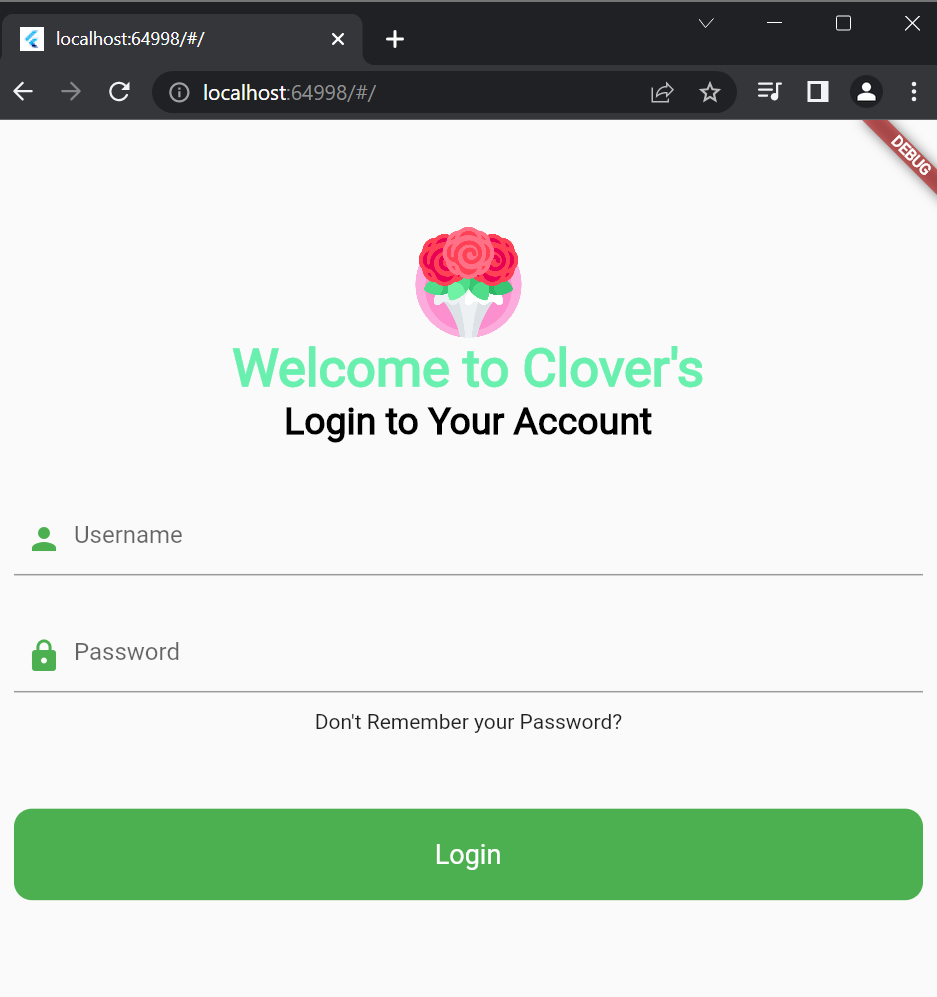 localhost:64998/#/
localhost:64998/#/
DEBUG
Welcome to Clover's
Login to Your Account
Username
Password
Don't Remember your Password?
Login